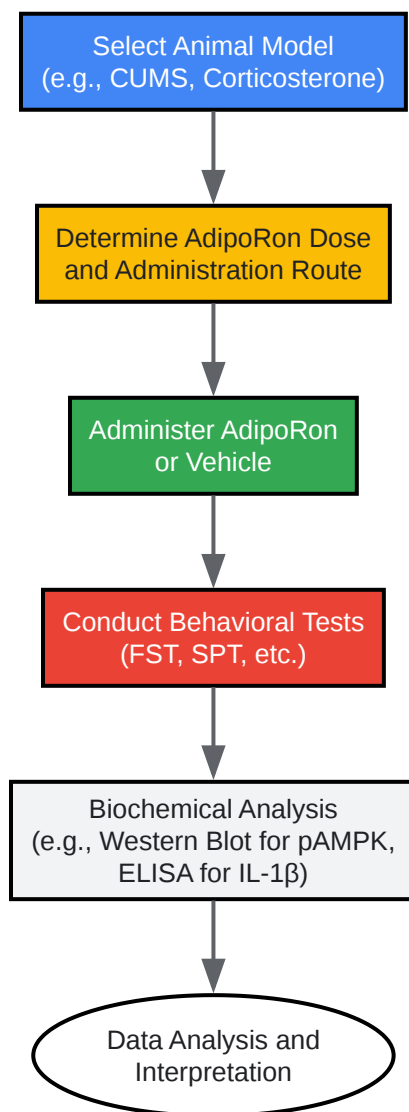 Select Animal Model
(e.g., CUMS, Corticosterone)
Determine AdipoRon Dose
and Administration Route
Administer AdipoRon
or Vehicle
Conduct Behavioral Tests
(FST, SPT, etc.)
Biochemical Analysis
(e.g., Western Blot for pAMPK,
ELISA for IL-1β)
Data Analysis and
Interpretation